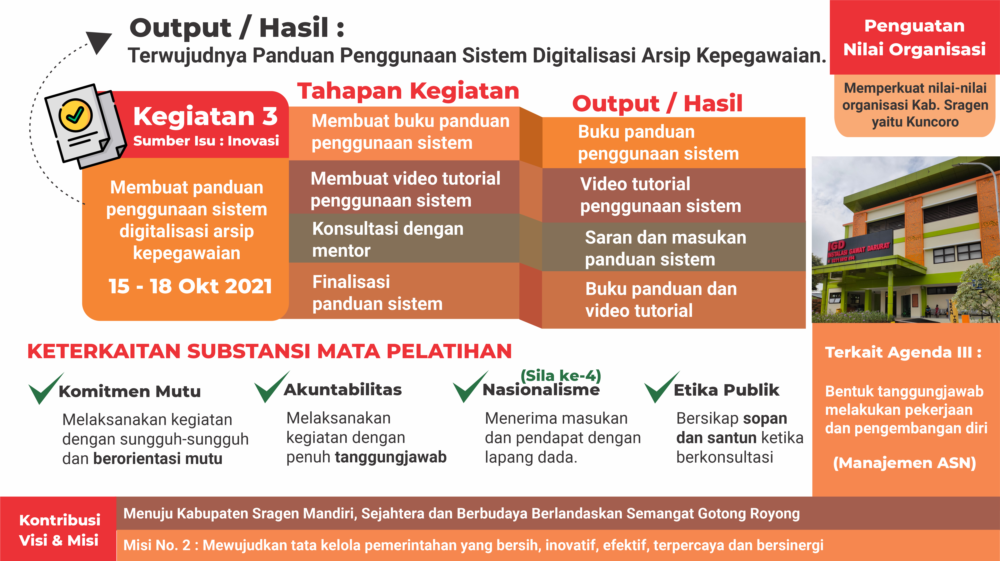 Output / Hasil :
Terwujudnya Panduan Penggunaan Sistem Digitalisasi Arsip Kepegawaian.
Penguatan
Nilai Organisasi
Memperkuat nilai-nilai
organisasi Kab. Sragen
yaitu Kuncoro
Kegiatan 3
Sumber Isu : Inovasi
Membuat panduan
penggunaan sistem
digitalisasi arsip
kepegawaian
15 - 18 Okt 2021
Tahapan Kegiatan
Membuat buku panduan
penggunaan sistem
Membuat video tutorial
penggunaan sistem
Konsultasi dengan
mentor
Finalisasi
panduan sistem
Output / Hasil
Buku panduan
penggunaan sistem
Video tutorial
penggunaan sistem
Saran dan masukan
panduan sistem
Buku panduan dan
video tutorial
IGD
INSTALASI GAWAT DARURAT
0271 6812 494
TEKAN
KETERKAITAN SUBSTANSI MATA PELATIHAN
Komitmen Mutu
Melaksanakan kegiatan
dengan sungguh-sungguh
dan berorientasi mutu
Akuntabilitas
Melaksanakan
kegiatan dengan
penuh tanggungjawab
(Sila ke-4)
Nasionalisme
Menerima masukan
dan pendapat dengan
lapang dada.
Etika Publik
Bersikap sopan
dan santun ketika
berkonsultasi
Terkait Agenda III :
Bentuk tanggungjawab
melakukan pekerjaan
dan pengembangan diri
(Manajemen ASN)
Kontribusi
Visi & Misi
Menuju Kabupaten Sragen Mandiri, Sejahtera dan Berbudaya Berlandaskan Semangat Gotong Royong
Misi No. 2 : Mewujudkan tata kelola pemerintahan yang bersih, inovatif, efektif, terpercaya dan bersinergi